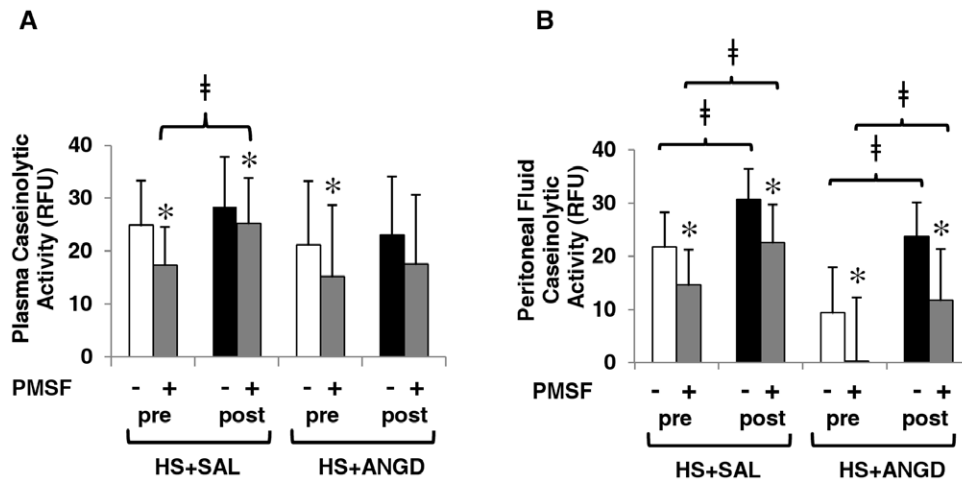 A
Plasma Caseinolytic
Activity (RFU)
ǂ
40
30
20
10
0
*
*
*
PMSF - + - + - + - +
pre post pre post
HS+SAL HS+ANGD
B
Peritoneal Fluid
Caseinolytic
Activity (RFU)
ǂ
ǂ
ǂ
ǂ
40
30
20
10
0
*
*
*
*
PMSF - + - + - + - +
pre post pre post
HS+SAL HS+ANGD